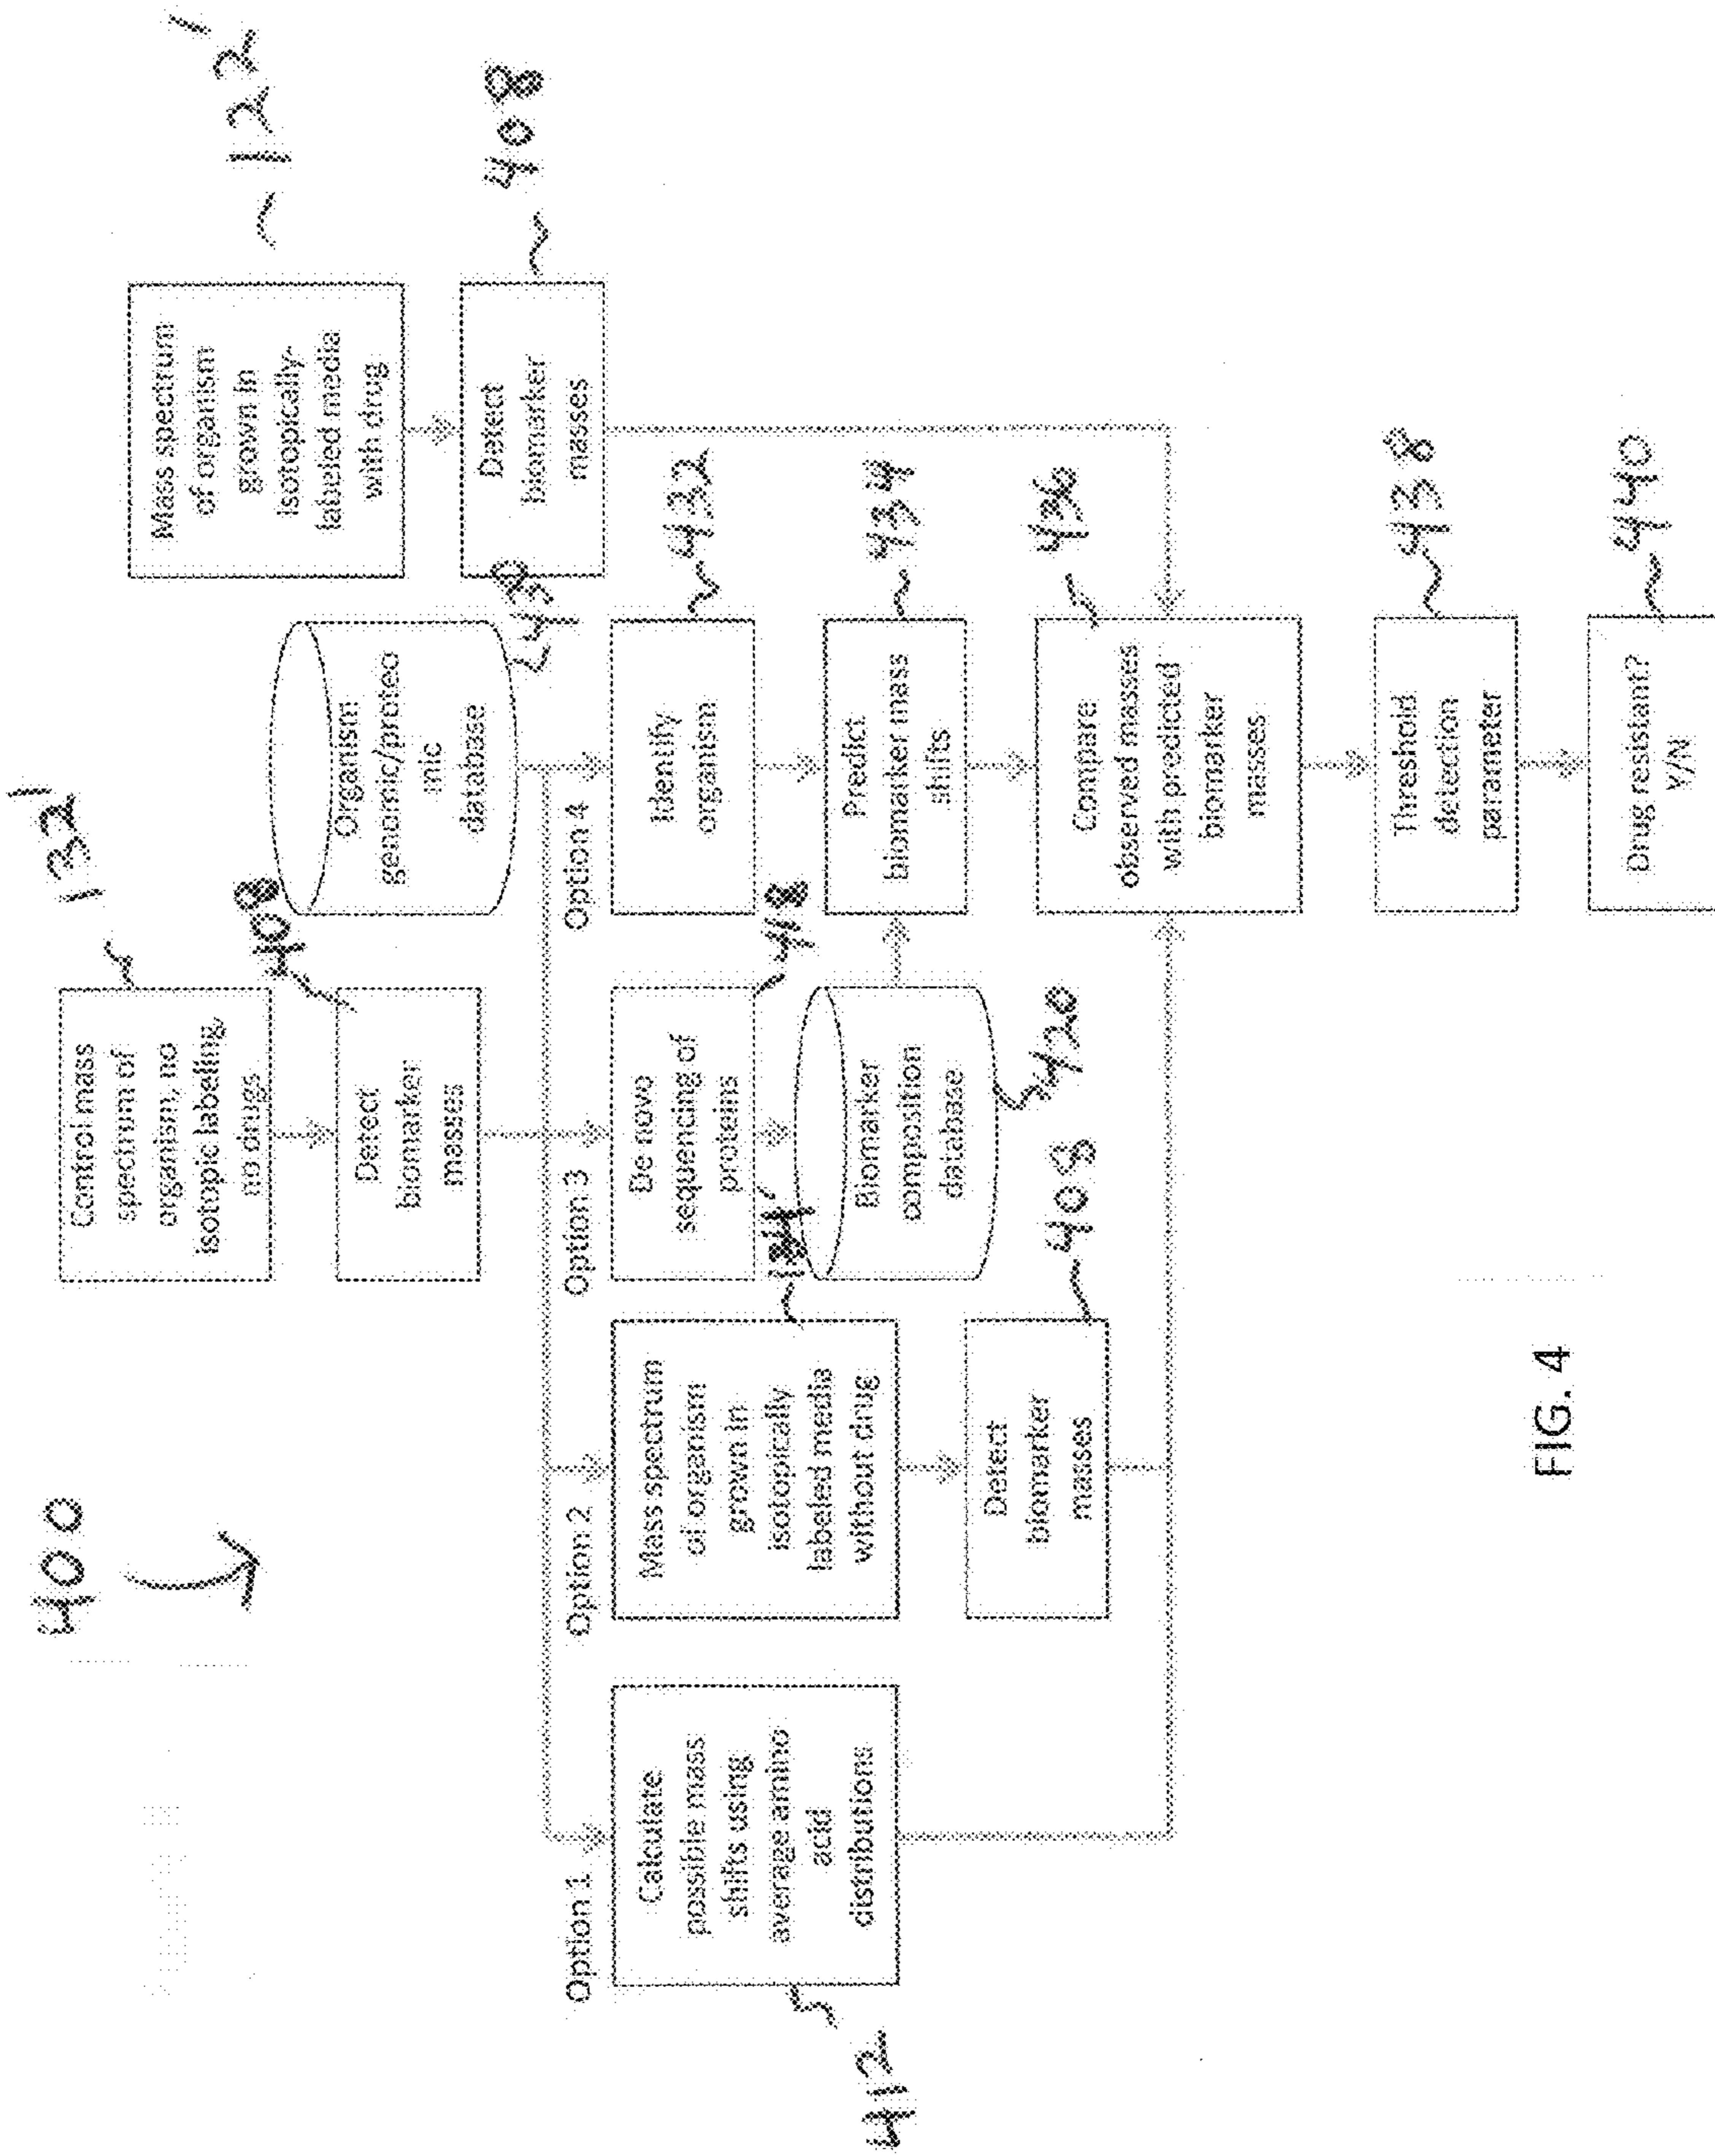 400
132'
122'
Control mass
spectrum of
organism, no
isotopic labeling,
no drugs
408
Detect
biomarker
masses
Organism
genomic/proteo
mic
database
430
Mass spectrum
of organism
grown in
isotopically-
labeled media
with drug
Detect
biomarker
masses
408
Option 1
Calculate
possible mass
shifts using
average amino
acid
distributions
412
Option 2
Mass spectrum
of organism
grown in
isotopically
labeled media
without drug
Detect
biomarker
masses
408
Option 3
De novo
sequencing of
proteins
418
Biomarker
composition
database
420
Option 4
Identify
organism
432
Predict
biomarker mass
shifts
434
Compare
observed masses
with predicted
biomarker
masses
436
Threshold
detection
parameter
438
Drug resistant?
Y/N
440
FIG. 4